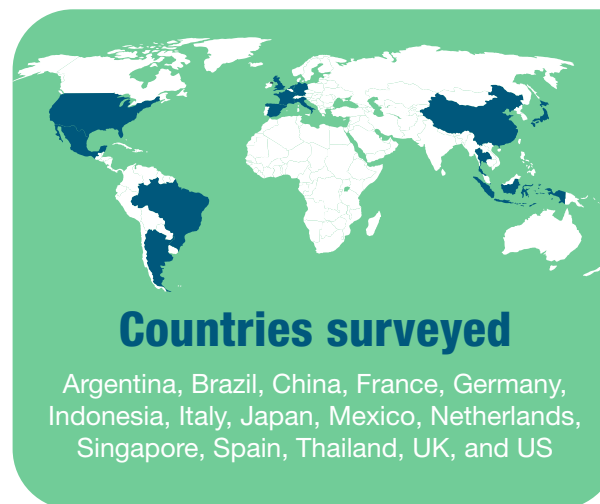 Countries surveyed
Argentina, Brazil, China, France, Germany,
Indonesia, Italy, Japan, Mexico, Netherlands,
Singapore, Spain, Thailand, UK, and US